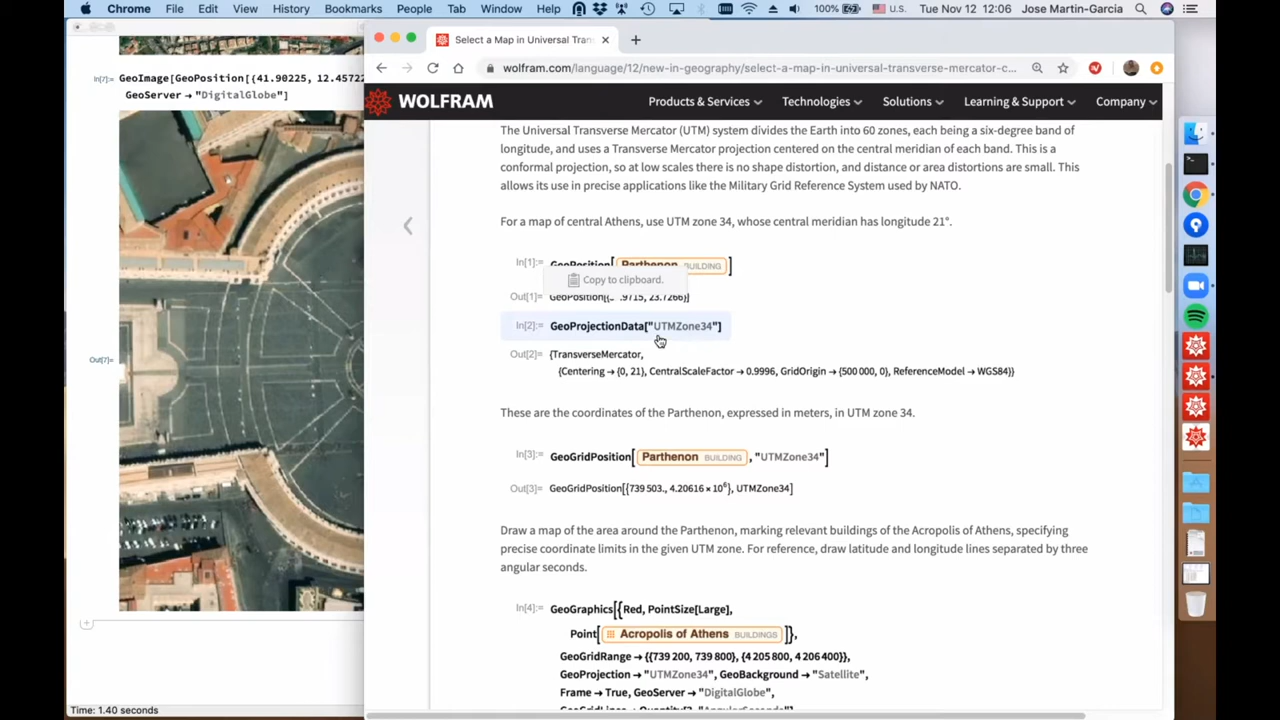 Chrome File Edit View History Bookmarks People Tab Window Help 100% U.S. Tue Nov 12 12:06 Jose Martin-Garcia
In[7]:= GeoImage[GeoPosition[{41.90225, 12.45722
GeoServer → "DigitalGlobe"]
Out[7]=
Time: 1.40 seconds
Select a Map in Universal Tran
wolfram.com/language/12/new-in-geography/select-a-map-in-universal-transverse-mercator-c...
WOLFRAM
Products & Services Technologies Solutions Learning & Support Company
The Universal Transverse Mercator (UTM) system divides the Earth into 60 zones, each being a six-degree band of
longitude, and uses a Transverse Mercator projection centered on the central meridian of each band. This is a
conformal projection, so at low scales there is no shape distortion, and distance or area distortions are small. This
allows its use in precise applications like the Military Grid Reference System used by NATO.
For a map of central Athens, use UTM zone 34, whose central meridian has longitude 21°.
In[1]:= GeoPosition[ Parthenon BUILDING ]
Copy to clipboard.
Out[1]= GeoPosition[{ .9715, 23.7266}]
In[2]:= GeoProjectionData["UTMZone34"]
Out[2]= {TransverseMercator,
{Centering → {0, 21}, CentralScaleFactor → 0.9996, GridOrigin → {500 000, 0}, ReferenceModel → WGS84}}
These are the coordinates of the Parthenon, expressed in meters, in UTM zone 34.
In[3]:= GeoGridPosition[ Parthenon BUILDING , "UTMZone34"]
Out[3]= GeoGridPosition[{739 503., 4.20616 × 10⁶}, UTMZone34]
Draw a map of the area around the Parthenon, marking relevant buildings of the Acropolis of Athens, specifying
precise coordinate limits in the given UTM zone. For reference, draw latitude and longitude lines separated by three
angular seconds.
In[4]:= GeoGraphics[{Red, PointSize[Large],
Point[ Acropolis of Athens BUILDINGS ]},
GeoGridRange → {{739 200, 739 800}, {4 205 800, 4 206 400}},
GeoProjection → "UTMZone34", GeoBackground → "Satellite",
Frame → True, GeoServer → "DigitalGlobe",
GeoGridLines → Quantity[3, "AngularSeconds"]